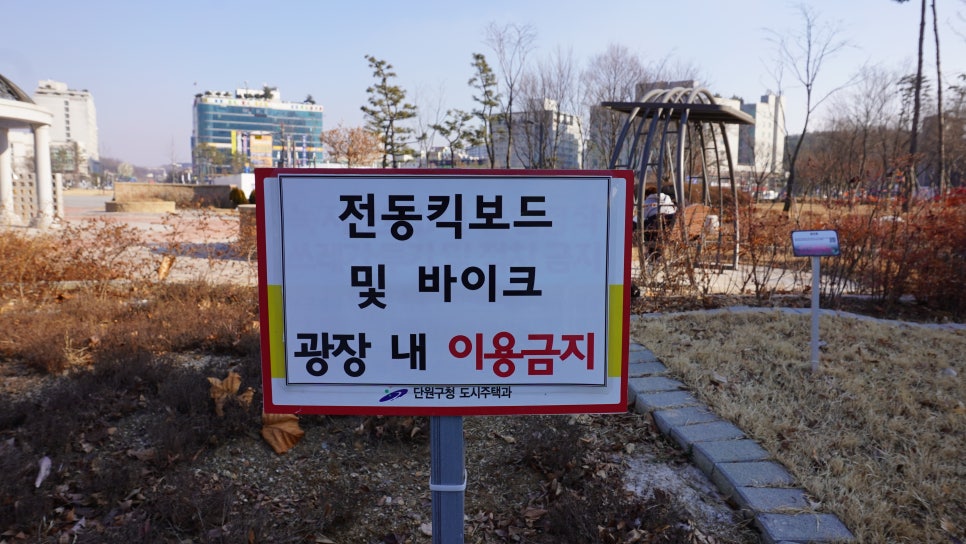 전동킥보드
및 바이크
광장 내 이용금지
단원구청 도시주택과